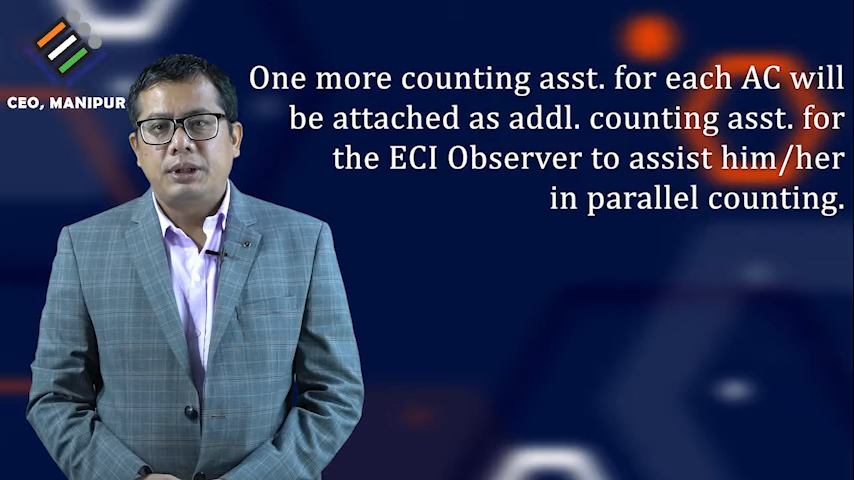 CEO, MANIPUR
One more counting asst. for each AC will
be attached as addl. counting asst. for
the ECI Observer to assist him/her
in parallel counting.